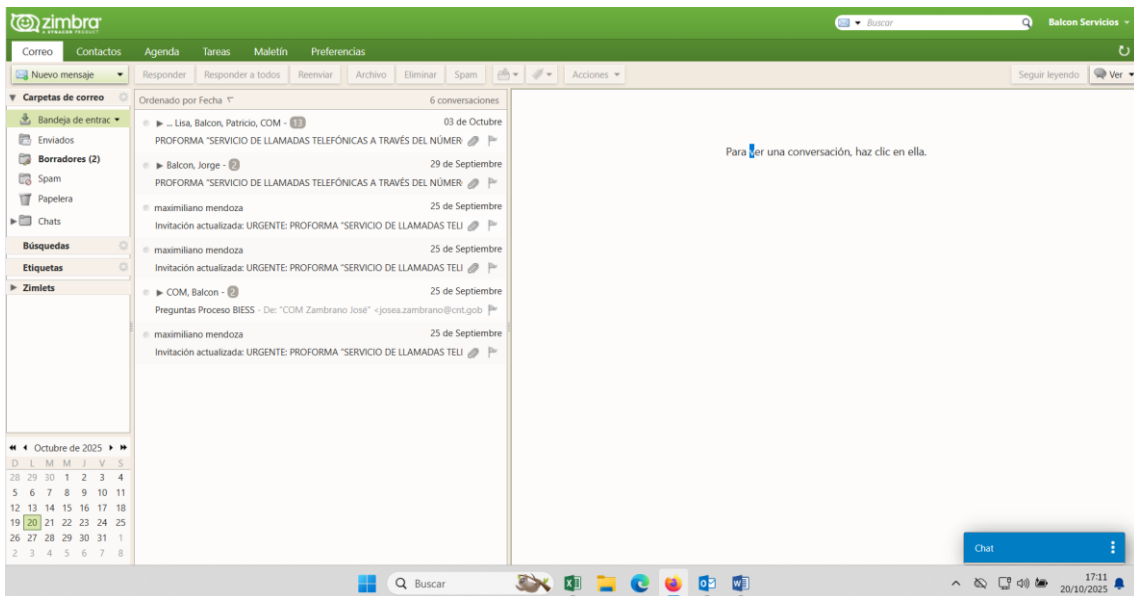 zimbra
A SYNACOR PRODUCT
Buscar
Balcon Servicios
Correo Contactos Agenda Tareas Maletín Preferencias
Nuevo mensaje Responder Responder a todos Reenviar Archivo Eliminar Spam Acciones Seguir leyendo Ver
Carpetas de correo
Bandeja de entrac
Enviados
Borradores (2)
Spam
Papelera
Chats
Búsquedas
Etiquetas
Zimlets
Ordenado por Fecha 6 conversaciones
... Lisa, Balcon, Patricio, COM - 13 03 de Octubre
PROFORMA "SERVICIO DE LLAMADAS TELEFÓNICAS A TRAVÉS DEL NÚMER
Balcon, Jorge - 2 29 de Septiembre
PROFORMA "SERVICIO DE LLAMADAS TELEFÓNICAS A TRAVÉS DEL NÚMER
maximiliano mendoza 25 de Septiembre
Invitación actualizada: URGENTE: PROFORMA "SERVICIO DE LLAMADAS TELI
maximiliano mendoza 25 de Septiembre
Invitación actualizada: URGENTE: PROFORMA "SERVICIO DE LLAMADAS TELI
COM, Balcon - 2 25 de Septiembre
Preguntas Proceso BIESS - De: "COM Zambrano José" <josea.zambrano@cnt.gob
maximiliano mendoza 25 de Septiembre
Invitación actualizada: URGENTE: PROFORMA "SERVICIO DE LLAMADAS TELI
Para ver una conversación, haz clic en ella.
Octubre de 2025
D L M M J V S
28 29 30 1 2 3 4
5 6 7 8 9 10 11
12 13 14 15 16 17 18
19 20 21 22 23 24 25
26 27 28 29 30 31 1
2 3 4 5 6 7 8
Chat
Buscar
17:11
20/10/2025